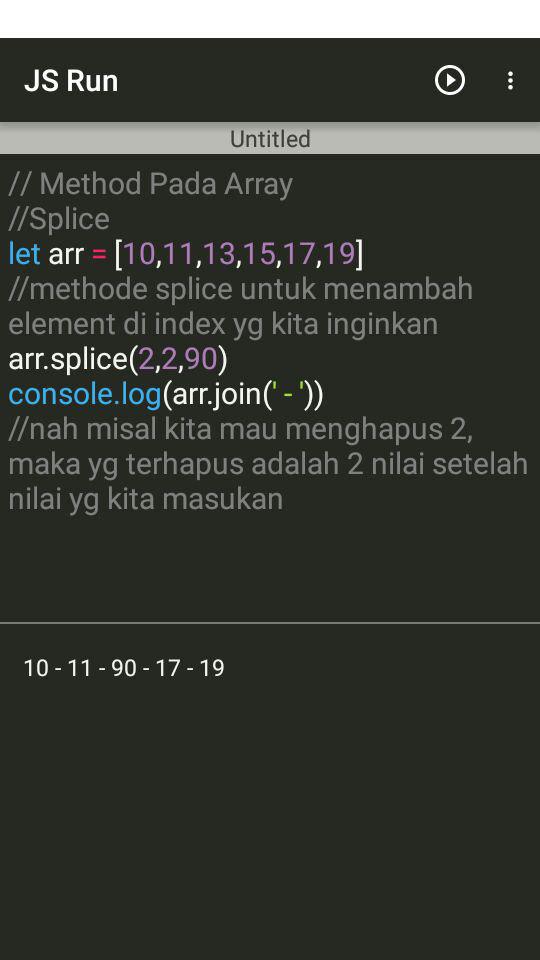 JS Run
Untitled
// Method Pada Array
//Splice
let arr = [10,11,13,15,17,19]
//methode splice untuk menambah
element di index yg kita inginkan
arr.splice(2,2,90)
console.log(arr.join(' - '))
//nah misal kita mau menghapus 2,
maka yg terhapus adalah 2 nilai setelah
nilai yg kita masukan
10 - 11 - 90 - 17 - 19